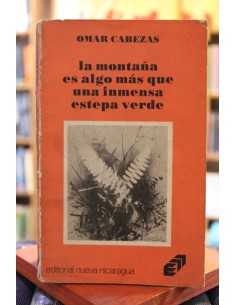 OMAR CABEZAS
la montaña
es algo más que
una inmensa
estepa verde
editorial nueva nicaragua